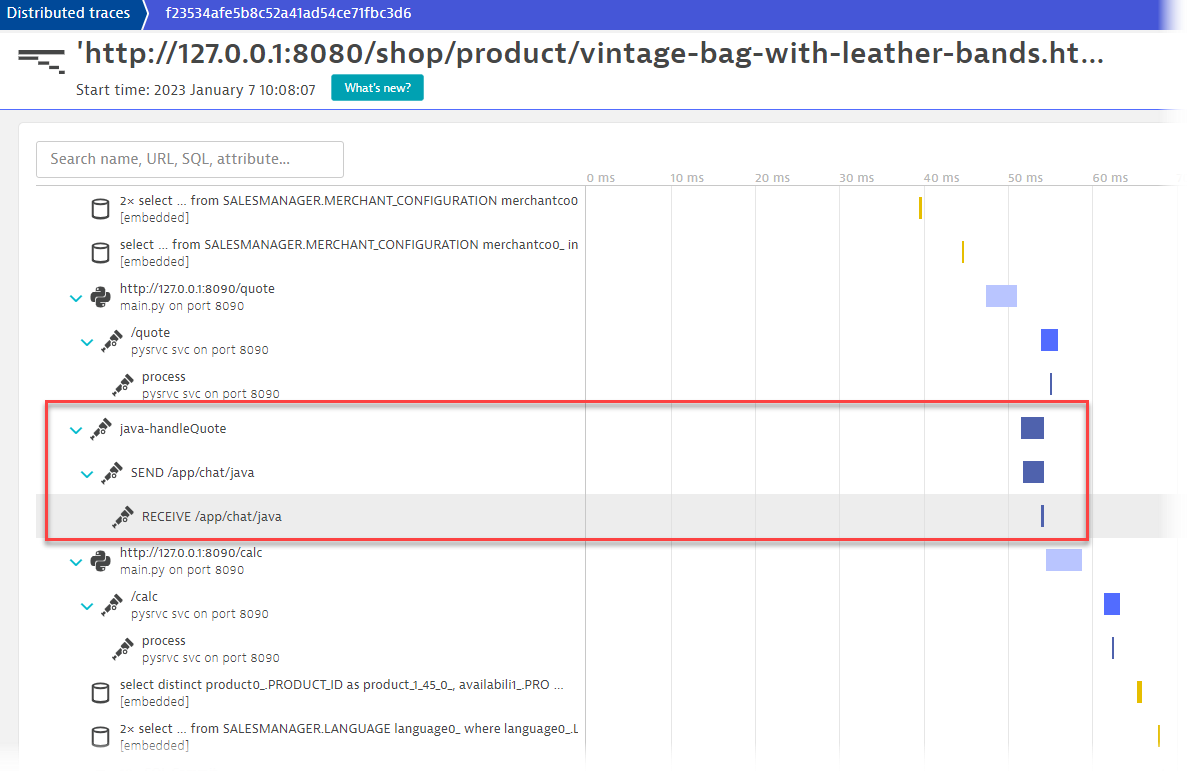 Distributed traces
f23534afe5b8c52a41ad54ce71fbc3d6
'http://127.0.0.1:8080/shop/product/vintage-bag-with-leather-bands.ht...
Start time: 2023 January 7 10:08:07
What's new?
Search name, URL, SQL, attribute...
0 ms 10 ms 20 ms 30 ms 40 ms 50 ms 60 ms
2× select ... from SALESMANAGER.MERCHANT_CONFIGURATION merchantco0
[embedded]
select ... from SALESMANAGER.MERCHANT_CONFIGURATION merchantco0_ in
[embedded]
http://127.0.0.1:8090/quote
main.py on port 8090
/quote
pysrvc svc on port 8090
process
pysrvc svc on port 8090
java-handleQuote
SEND /app/chat/java
RECEIVE /app/chat/java
http://127.0.0.1:8090/calc
main.py on port 8090
/calc
pysrvc svc on port 8090
process
pysrvc svc on port 8090
select distinct product0_.PRODUCT_ID as product_1_45_0_, availabili1_.PRO ...
[embedded]
2× select ... from SALESMANAGER.LANGUAGE language0_ where language0_.L
[embedded]